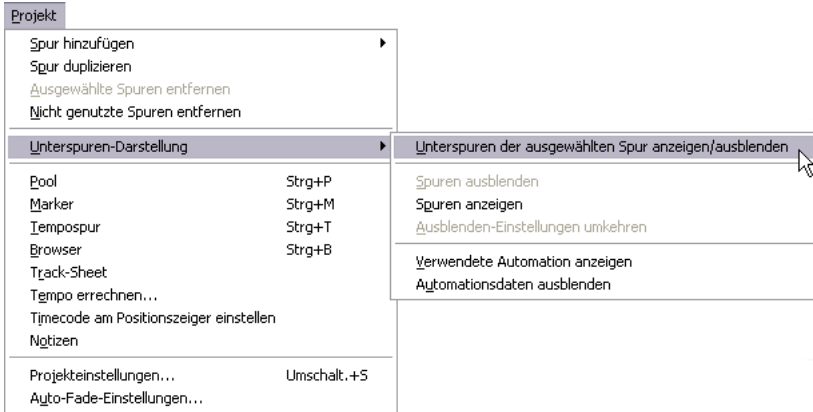 Projekt
Spur hinzufügen
Spur duplizieren
Ausgewählte Spuren entfernen
Nicht genutzte Spuren entfernen
Unterspuren-Darstellung
Pool Strg+P
Marker Strg+M
Tempospur Strg+T
Browser Strg+B
Track-Sheet
Tempo errechnen...
Timecode am Positionszeiger einstellen
Notizen
Projekteinstellungen... Umschalt.+S
Auto-Fade-Einstellungen...
Unterspuren der ausgewählten Spur anzeigen/ausblenden
Spuren ausblenden
Spuren anzeigen
Ausblenden-Einstellungen umkehren
Verwendete Automation anzeigen
Automationsdaten ausblenden